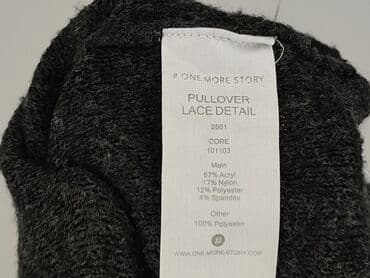 # ONE MORE STORY
PULLOVER
LACE DETAIL
2601
CORE
101103
Main
67% Acryl
17% Nylon
12% Polyester
4% Spandex
Other
100% Polyester
#
WWW.ONE-MORE-STORY.COM